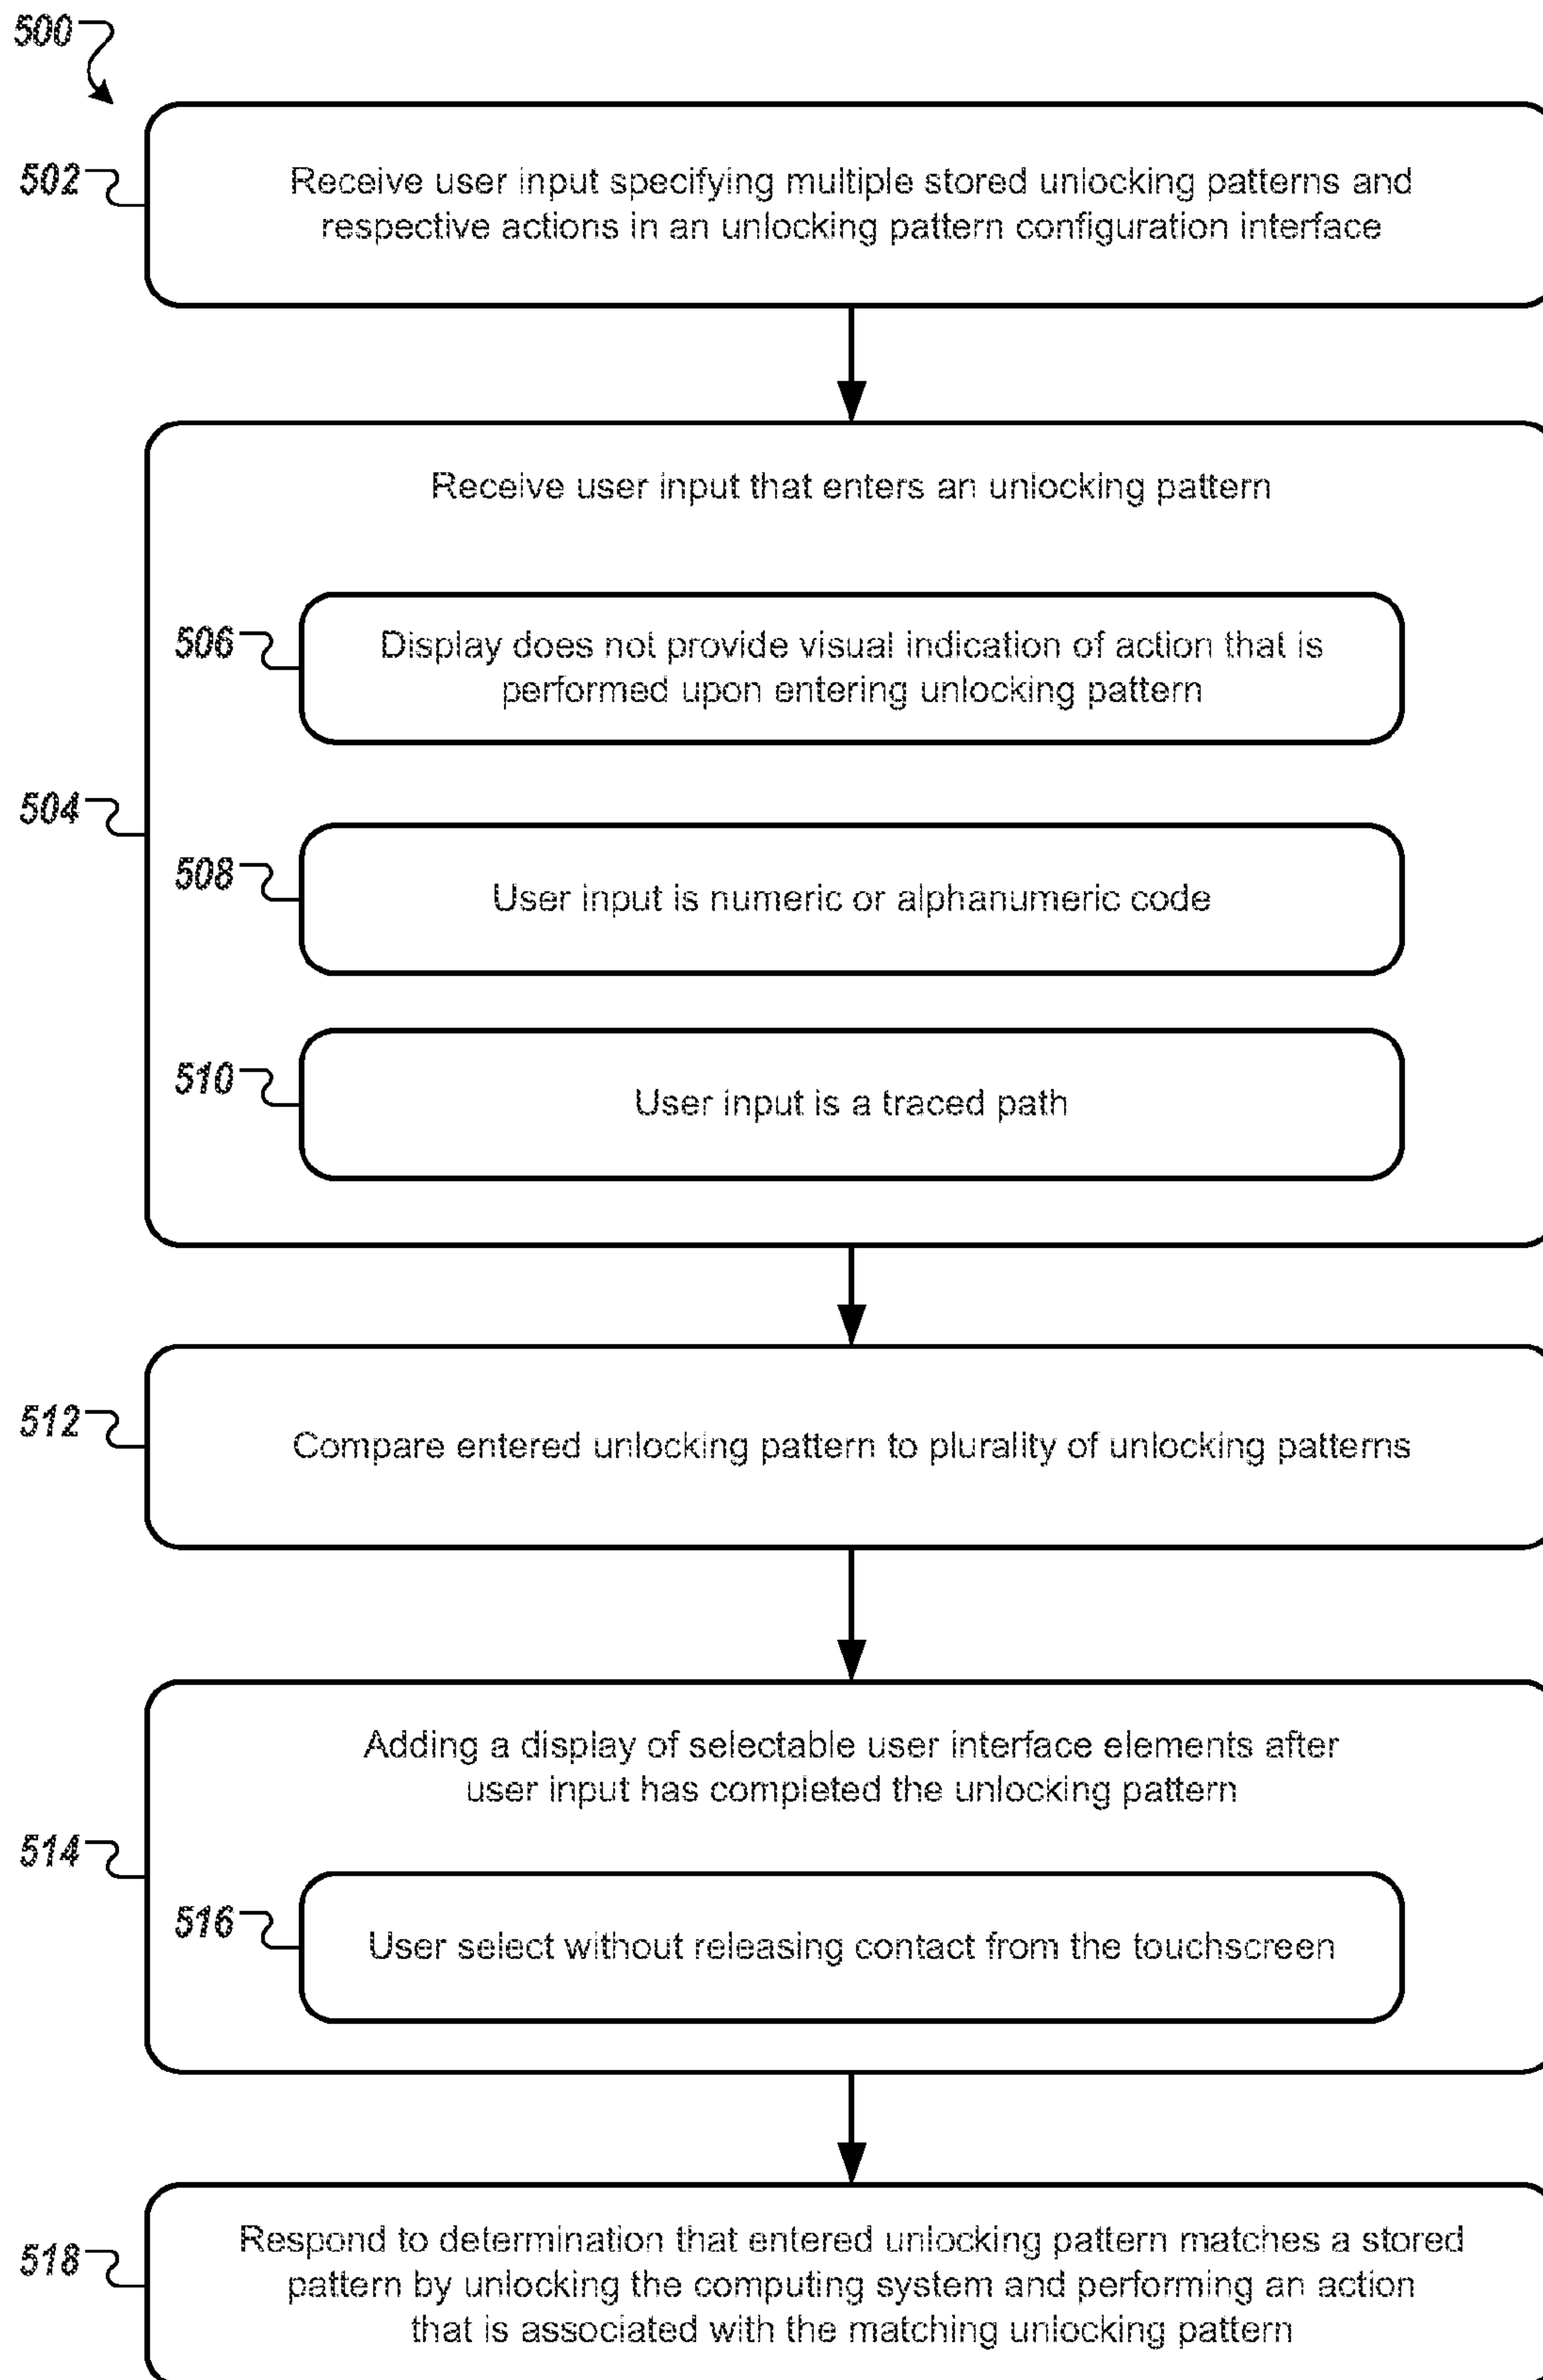 500
502
Receive user input specifying multiple stored unlocking patterns and
respective actions in an unlocking pattern configuration interface
Receive user input that enters an unlocking pattern
506
Display does not provide visual indication of action that is
performed upon entering unlocking pattern
504
508
User input is numeric or alphanumeric code
510
User input is a traced path
512
Compare entered unlocking pattern to plurality of unlocking patterns
Adding a display of selectable user interface elements after
user input has completed the unlocking pattern
514
516
User select without releasing contact from the touchscreen
518
Respond to determination that entered unlocking pattern matches a stored
pattern by unlocking the computing system and performing an action
that is associated with the matching unlocking pattern